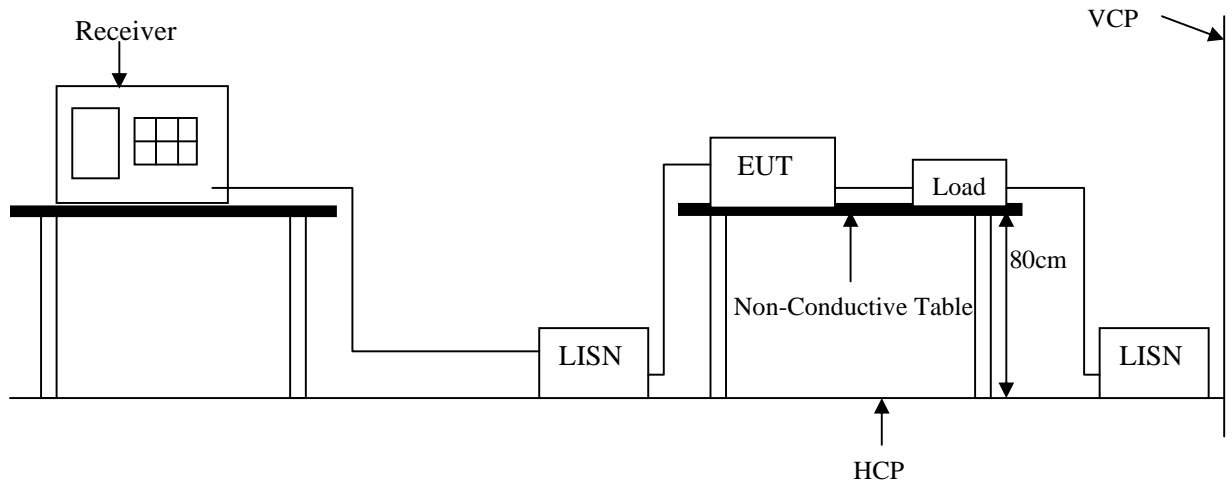 VCP
Receiver
EUT
Load
80cm
Non-Conductive Table
LISN
LISN
HCP